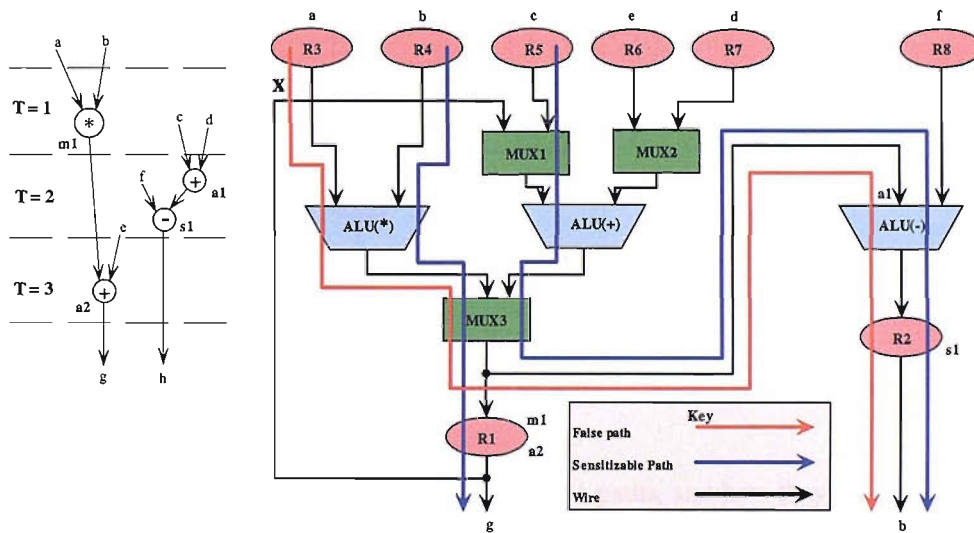 a b
T = 1
*
m1
c d
T = 2
f
+
a1
-
s1
T = 3
e
+
a2
g h
a b c e d f
R3 R4 R5 R6 R7 R8
X
MUX1 MUX2
a1
ALU(*) ALU(+) ALU(-)
MUX3
R2
s1
R1
m1
a2
g
b
Key
False path
Sensitizable Path
Wire